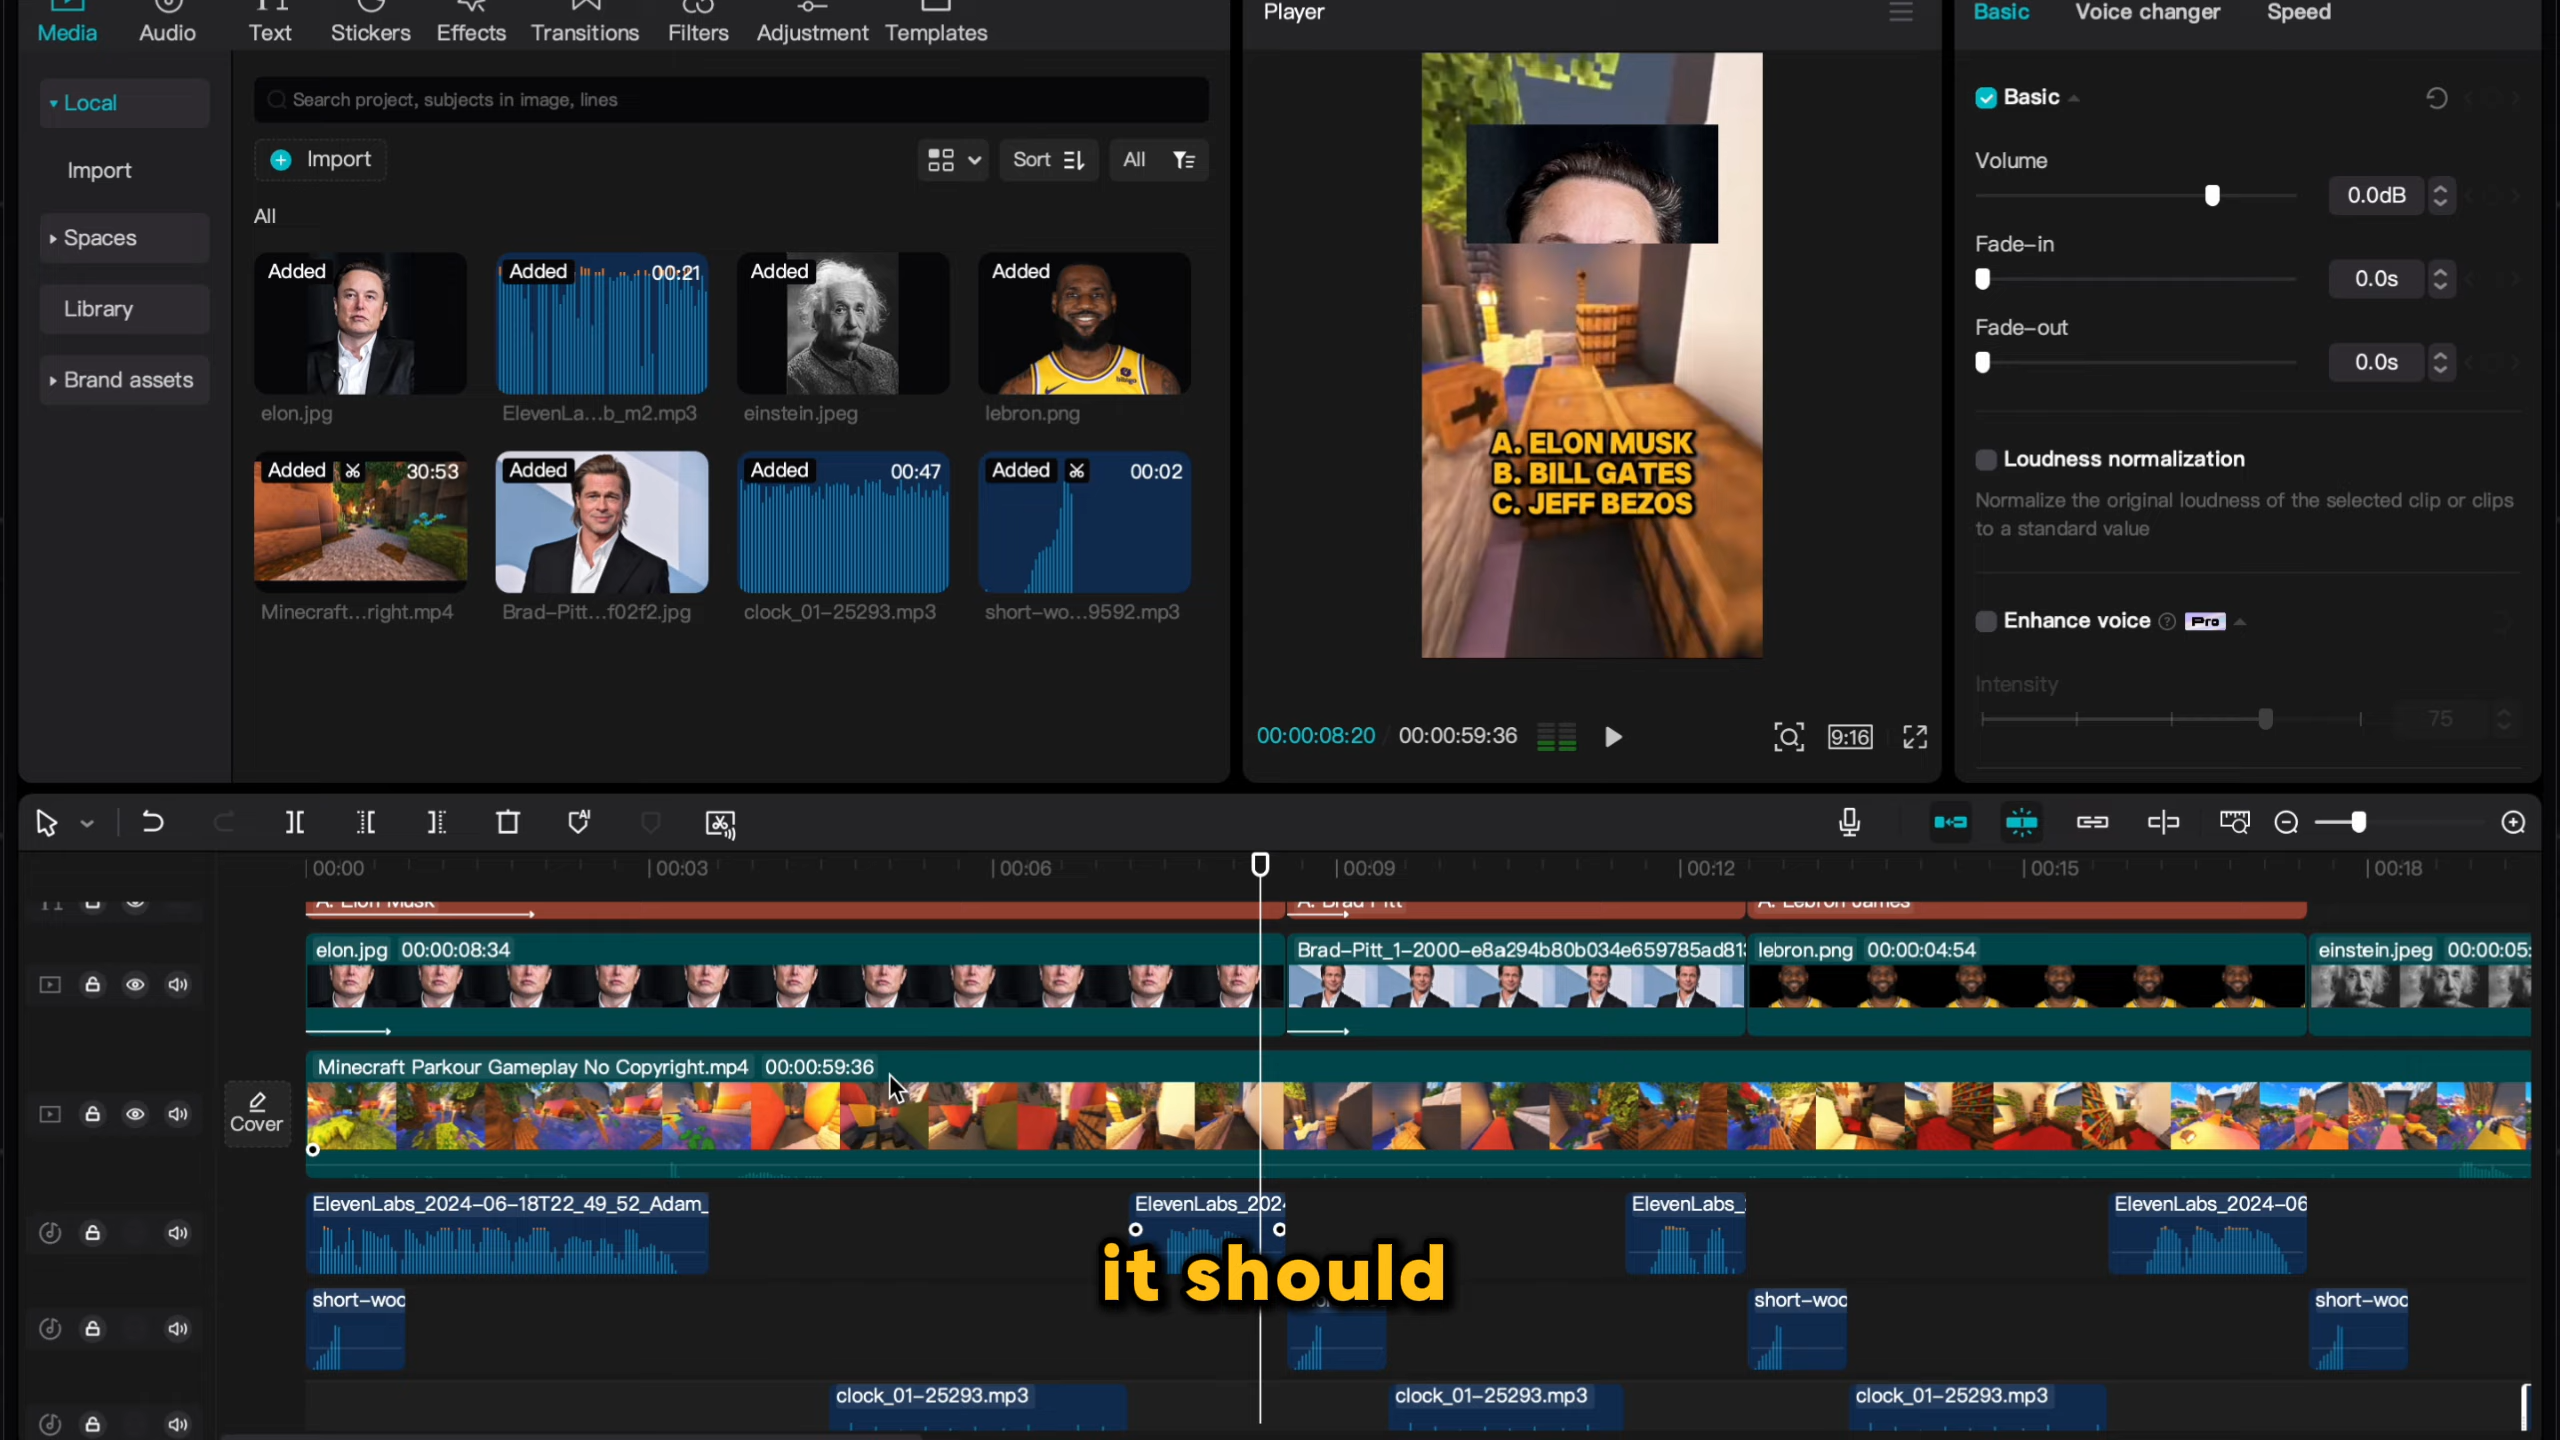 Media
Audio
Text
Stickers
Effects
Transitions
Filters
Adjustment
Templates
Local
Import
Spaces
Library
Brand assets
Search project, subjects in image, lines
Import
Sort
All
All
Added
Added 00:21
Added
Added
elon.jpg
ElevenLa...b_m2.mp3
einstein.jpeg
lebron.png
Added 30:53
Added
Added 00:47
Added 00:02
Minecraft...right.mp4
Brad-Pitt...f02f2.jpg
clock_01-25293.mp3
short-wo...9592.mp3
Player
A. ELON MUSK
B. BILL GATES
C. JEFF BEZOS
00:00:08:20 / 00:00:59:36
9:16
Basic
Voice changer
Speed
Basic
Volume
0.0dB
Fade-in
0.0s
Fade-out
0.0s
Loudness normalization
Normalize the original loudness of the selected clip or clips
to a standard value
Enhance voice Pro
Intensity
75
00:00
00:03
00:06
00:09
00:12
00:15
00:18
A. Elon Musk
A. Brad Pitt
A. Lebron James
elon.jpg 00:00:08:34
Brad-Pitt_1-2000-e8a294b80b034e659785ad81
lebron.png 00:00:04:54
einstein.jpeg 00:00:05:
Cover
Minecraft Parkour Gameplay No Copyright.mp4 00:00:59:36
ElevenLabs_2024-06-18T22_49_52_Adam_
ElevenLabs_202
ElevenLabs_
ElevenLabs_2024-06
it should
short-woo
short-woo
short-woo
clock_01-25293.mp3
clock_01-25293.mp3
clock_01-25293.mp3